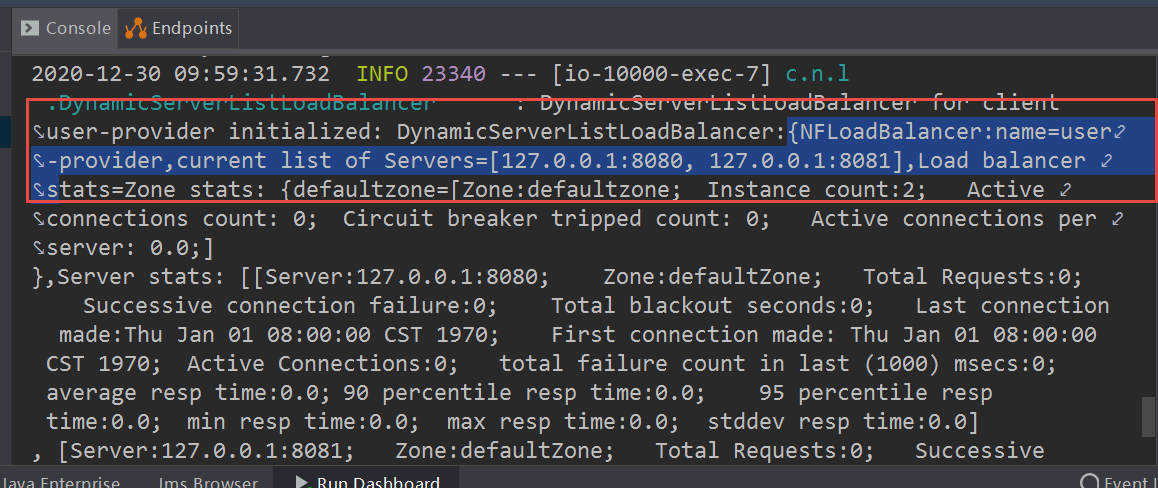 Console
Endpoints
2020-12-30 09:59:31.732  INFO 23340 --- [io-10000-exec-7] c.n.l
.DynamicServerListLoadBalancer      : DynamicServerListLoadBalancer for client
user-provider initialized: DynamicServerListLoadBalancer:{NFLoadBalancer:name=user
-provider,current list of Servers=[127.0.0.1:8080, 127.0.0.1:8081],Load balancer
stats=Zone stats: {defaultzone=[Zone:defaultzone;  Instance count:2;   Active
connections count: 0;  Circuit breaker tripped count: 0;   Active connections per
server: 0.0;]
},Server stats: [[Server:127.0.0.1:8080;    Zone:defaultZone;   Total Requests:0;
Successive connection failure:0;    Total blackout seconds:0;   Last connection
made:Thu Jan 01 08:00:00 CST 1970;    First connection made: Thu Jan 01 08:00:00
CST 1970;  Active Connections:0;   total failure count in last (1000) msecs:0;
average resp time:0.0; 90 percentile resp time:0.0;    95 percentile resp
time:0.0;  min resp time:0.0;  max resp time:0.0;  stddev resp time:0.0]
, [Server:127.0.0.1:8081;   Zone:defaultZone;   Total Requests:0;   Successive
Java Enterprise
Jms Browser
Run Dashboard
Event